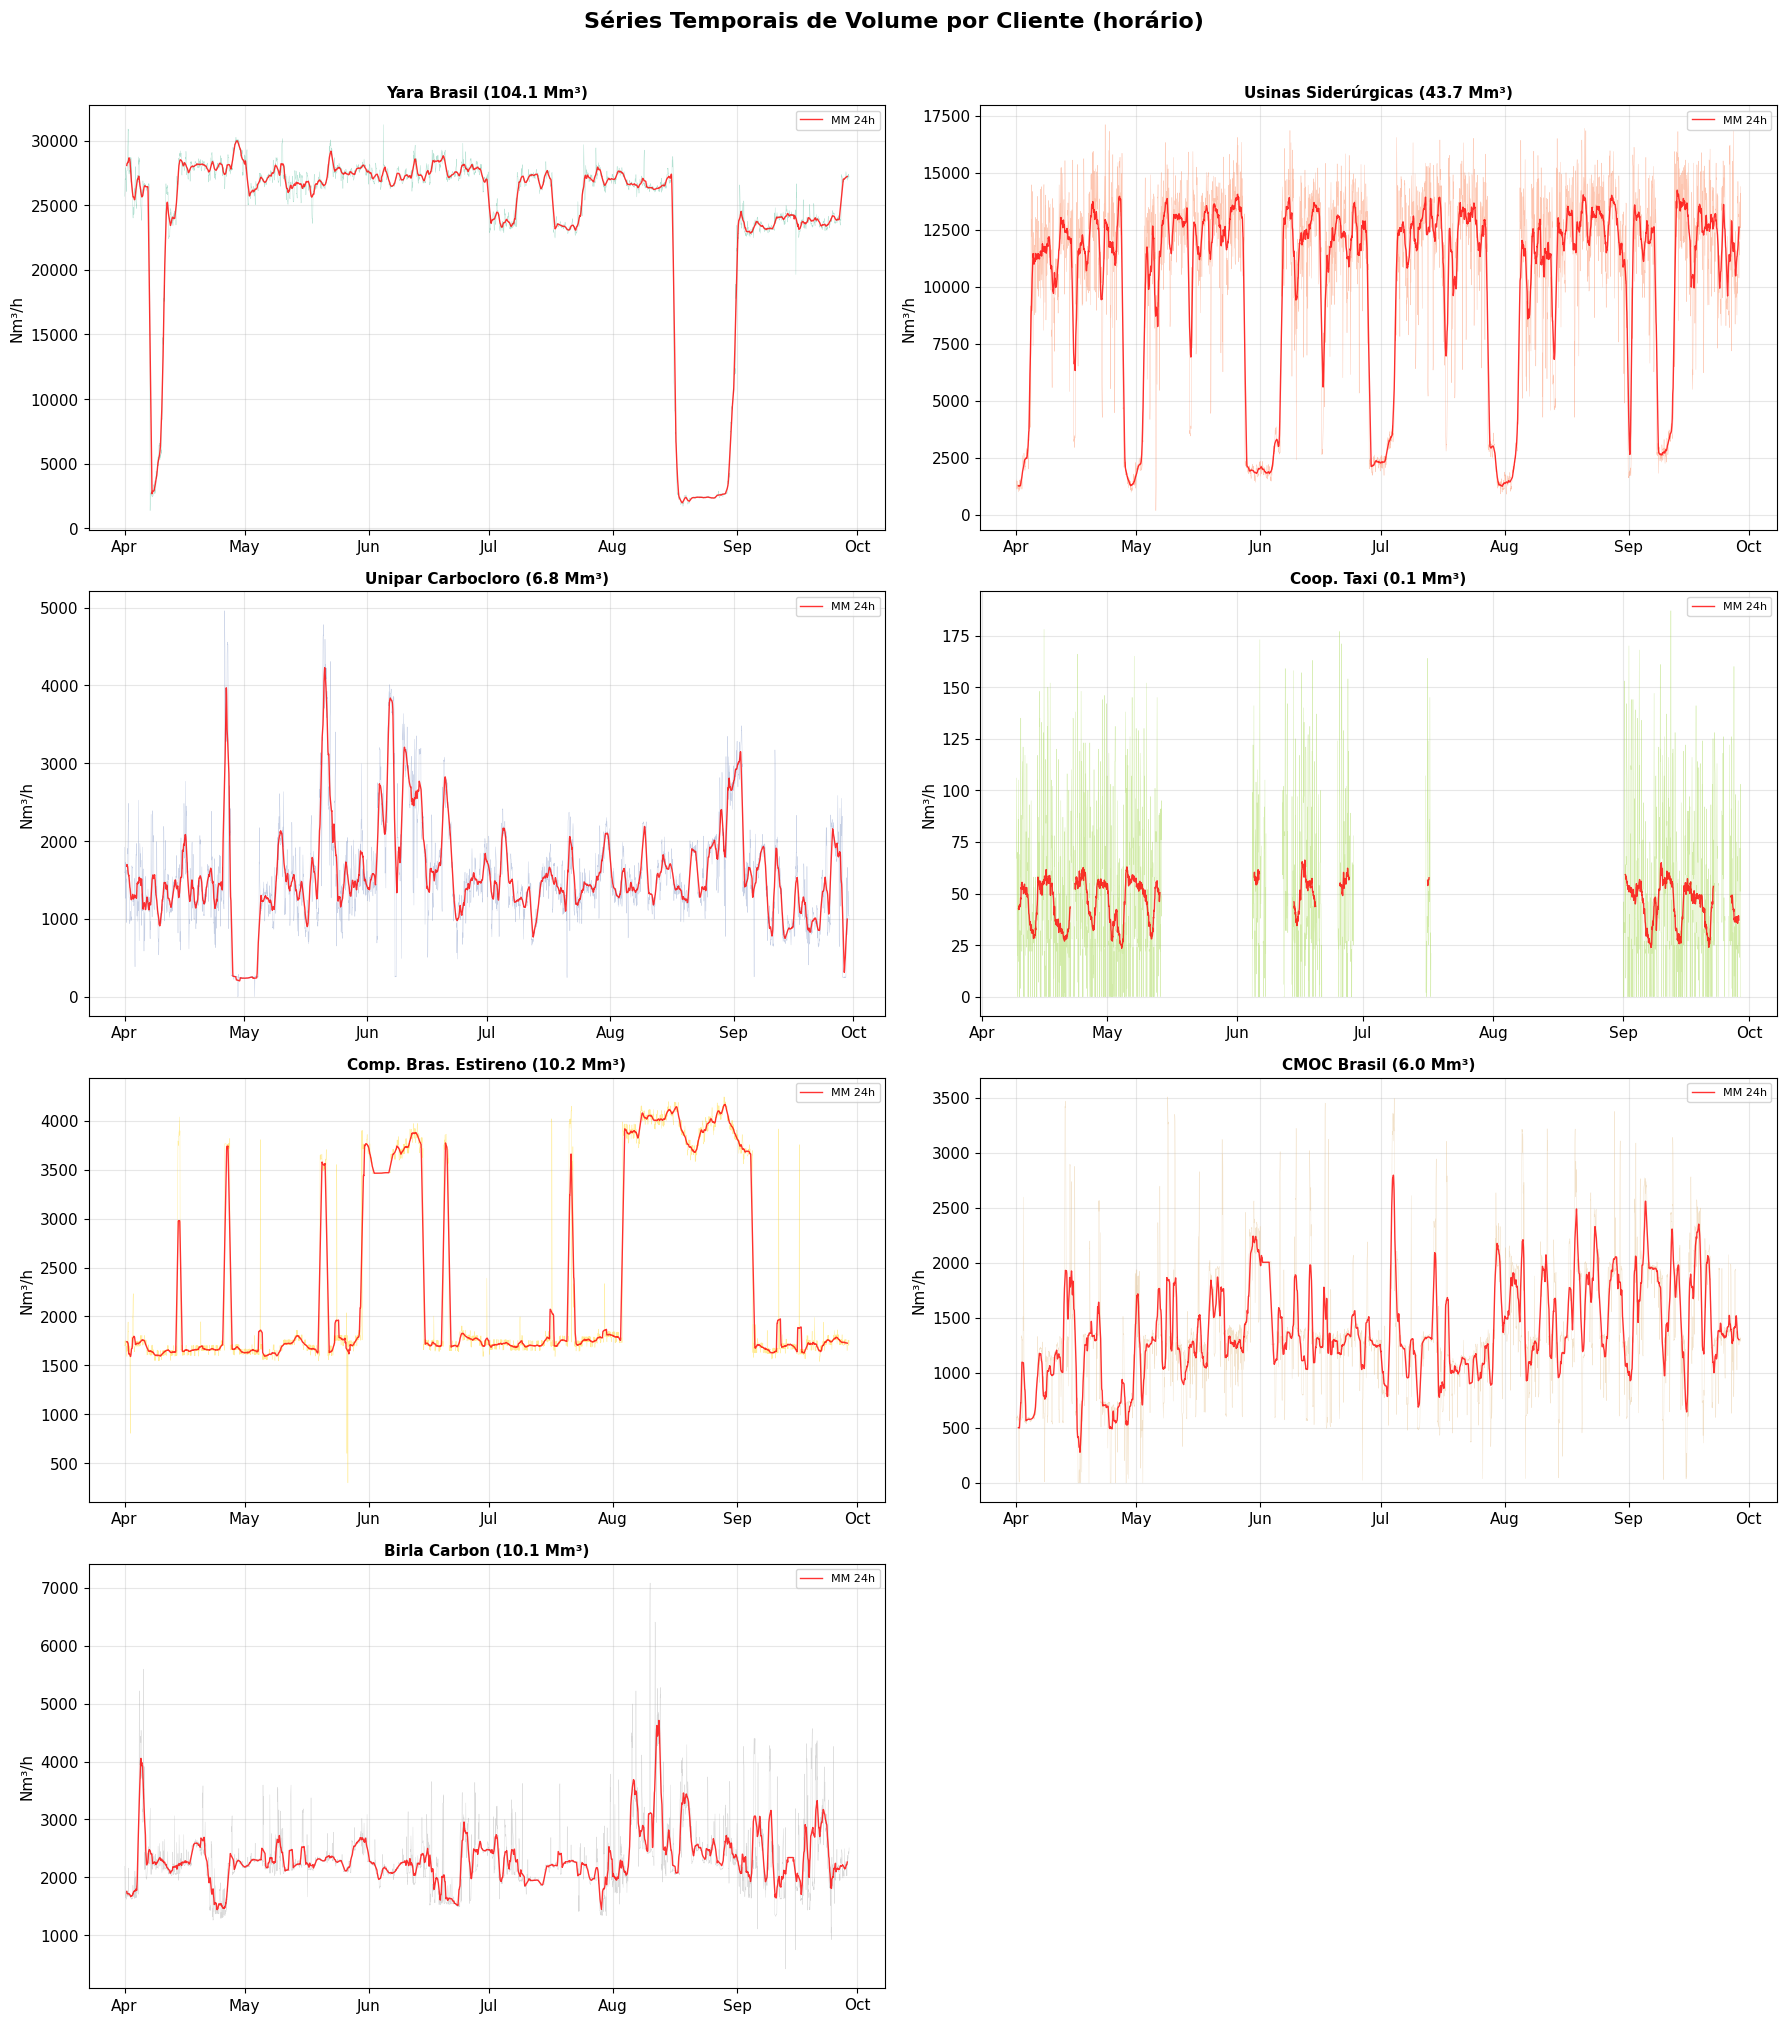 Séries Temporais de Volume por Cliente (horário)
Yara Brasil (104.1 Mm³)
MM 24h
Nm³/h
30000
25000
20000
15000
10000
5000
0
Apr May Jun Jul Aug Sep Oct
Usinas Siderúrgicas (43.7 Mm³)
MM 24h
Nm³/h
17500
15000
12500
10000
7500
5000
2500
0
Apr May Jun Jul Aug Sep Oct
Unipar Carbocloro (6.8 Mm³)
MM 24h
Nm³/h
5000
4000
3000
2000
1000
0
Apr May Jun Jul Aug Sep Oct
Coop. Taxi (0.1 Mm³)
MM 24h
Nm³/h
175
150
125
100
75
50
25
0
Apr May Jun Jul Aug Sep Oct
Comp. Bras. Estireno (10.2 Mm³)
MM 24h
Nm³/h
4000
3500
3000
2500
2000
1500
1000
500
Apr May Jun Jul Aug Sep Oct
CMOC Brasil (6.0 Mm³)
MM 24h
Nm³/h
3500
3000
2500
2000
1500
1000
500
0
Apr May Jun Jul Aug Sep Oct
Birla Carbon (10.1 Mm³)
MM 24h
Nm³/h
7000
6000
5000
4000
3000
2000
1000
Apr May Jun Jul Aug Sep Oct